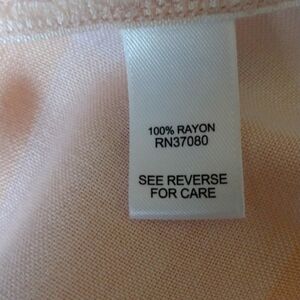 100% RAYON
RN37080
SEE REVERSE
FOR CARE